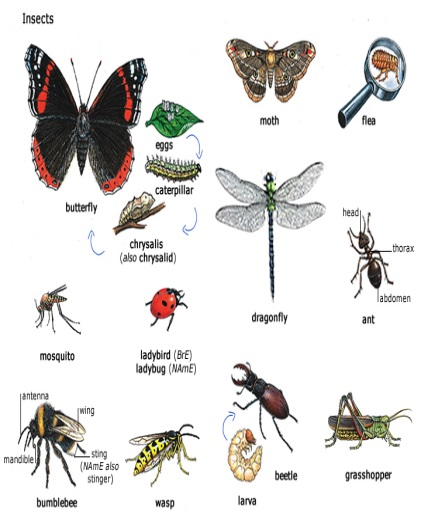 Insects
moth
flea
eggs
caterpillar
butterfly
chrysalis
(also chrysalid)
head
thorax
abdomen
dragonfly
ant
mosquito
ladybird (BrE)
ladybug (NAmE)
antenna
wing
mandible
sting
(NAmE also
stinger)
bumblebee
wasp
larva
beetle
grasshopper